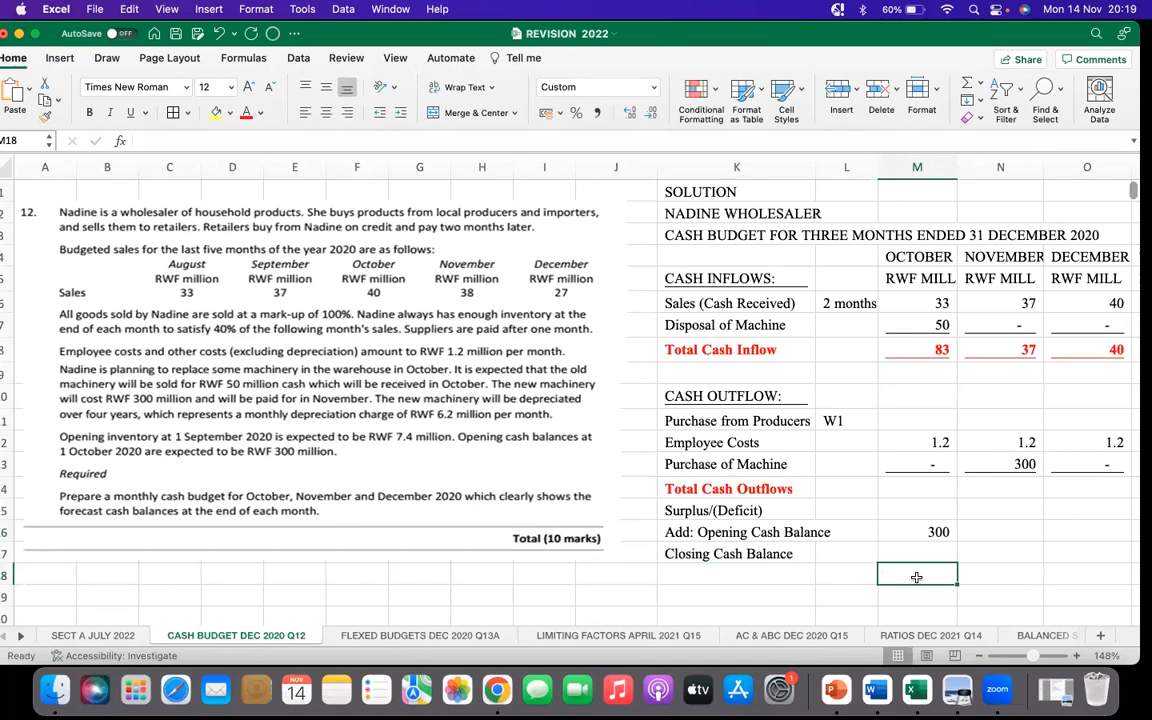 Excel File Edit View Insert Format Tools Data Window Help 60% Mon 14 Nov 20:19
AutoSave OFF REVISION 2022
Home Insert Draw Page Layout Formulas Data Review View Automate Tell me Share Comments
Paste Times New Roman 12 Wrap Text Custom
B I U Merge & Center Conditional Formatting Format as Table Cell Styles Insert Delete Format Sort & Filter Find & Select Analyze Data
M18 fx
A B C D E F G H I J K L M N O
12. Nadine is a wholesaler of household products. She buys products from local producers and importers,
and sells them to retailers. Retailers buy from Nadine on credit and pay two months later.
Budgeted sales for the last five months of the year 2020 are as follows:
August September October November December
RWF million RWF million RWF million RWF million RWF million
Sales 33 37 40 38 27
All goods sold by Nadine are sold at a mark-up of 100%. Nadine always has enough inventory at the
end of each month to satisfy 40% of the following month's sales. Suppliers are paid after one month.
Employee costs and other costs (excluding depreciation) amount to RWF 1.2 million per month.
Nadine is planning to replace some machinery in the warehouse in October. It is expected that the old
machinery will be sold for RWF 50 million cash which will be received in October. The new machinery
will cost RWF 300 million and will be paid for in November. The new machinery will be depreciated
over four years, which represents a monthly depreciation charge of RWF 6.2 million per month.
Opening inventory at 1 September 2020 is expected to be RWF 7.4 million. Opening cash balances at
1 October 2020 are expected to be RWF 300 million.
Required
Prepare a monthly cash budget for October, November and December 2020 which clearly shows the
forecast cash balances at the end of each month.
Total (10 marks)
SOLUTION
NADINE WHOLESALER
CASH BUDGET FOR THREE MONTHS ENDED 31 DECEMBER 2020
OCTOBER NOVEMBER DECEMBER
CASH INFLOWS: RWF MILL RWF MILL RWF MILL
Sales (Cash Received) 2 months 33 37 40
Disposal of Machine 50 - -
Total Cash Inflow 83 37 40
CASH OUTFLOW:
Purchase from Producers W1
Employee Costs 1.2 1.2 1.2
Purchase of Machine - 300 -
Total Cash Outflows
Surplus/(Deficit)
Add: Opening Cash Balance 300
Closing Cash Balance
SECT A JULY 2022 CASH BUDGET DEC 2020 Q12 FLEXED BUDGETS DEC 2020 Q13A LIMITING FACTORS APRIL 2021 Q15 AC & ABC DEC 2020 Q15 RATIOS DEC 2021 Q14 BALANCED S
Ready Accessibility: Investigate 148%
NOV
14
tv
zoom